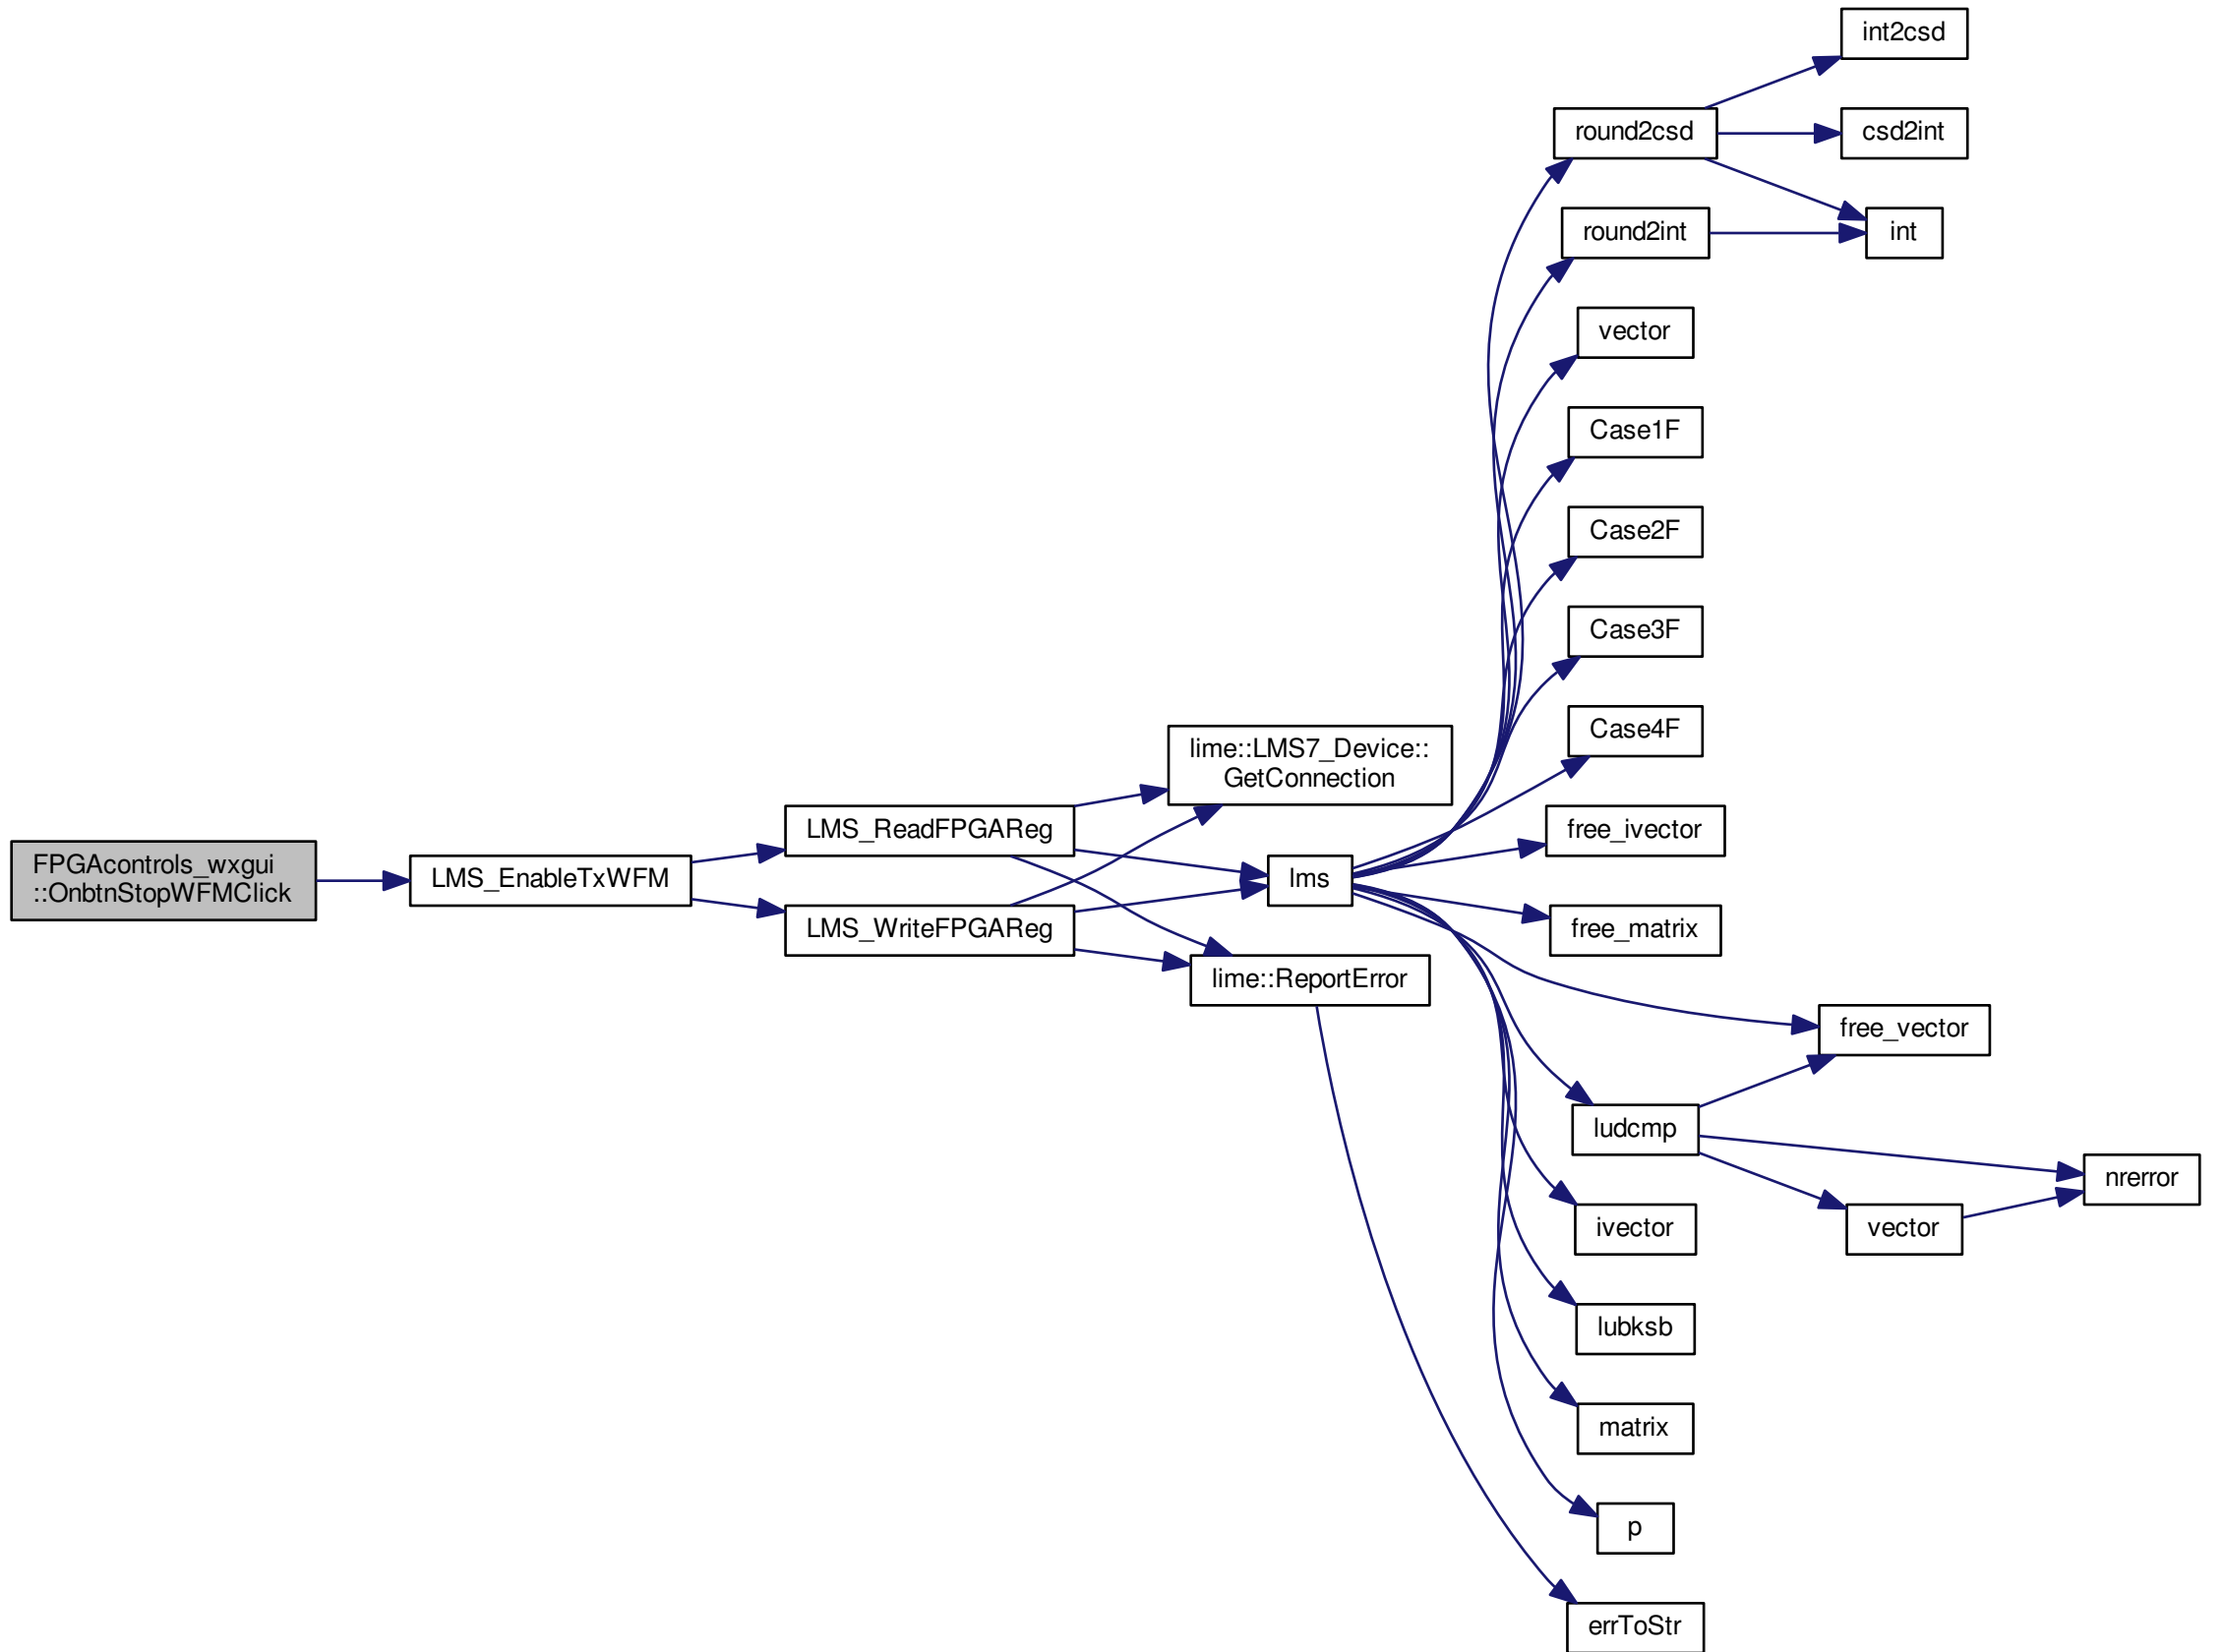 int2csd
round2csd
csd2int
round2int
int
vector
Case1F
Case2F
Case3F
Case4F
lime::LMS7_Device::
GetConnection
LMS_ReadFPGAReg
free_ivector
FPGAcontrols_wxgui
::OnbtnStopWFMClick
LMS_EnableTxWFM
lms
LMS_WriteFPGAReg
free_matrix
lime::ReportError
free_vector
ludcmp
nrerror
ivector
vector
lubksb
matrix
p
errToStr